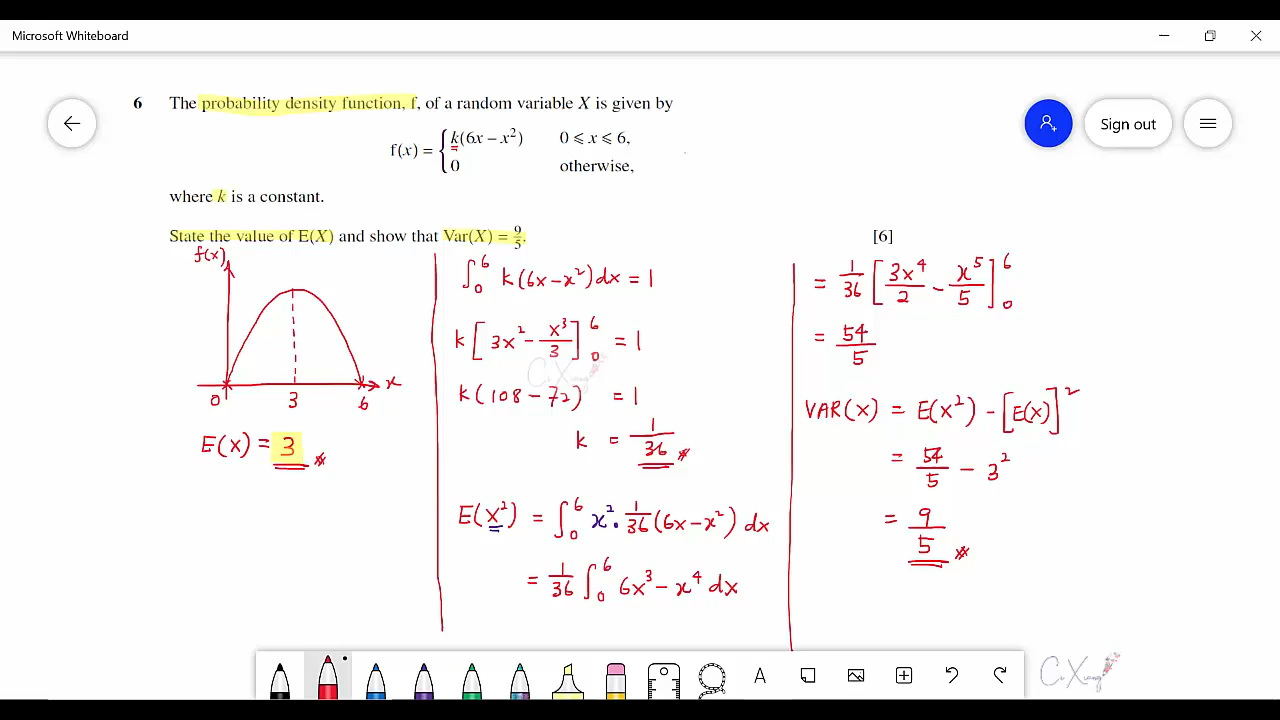 Microsoft Whiteboard
Sign out
6 The probability density function, f, of a random variable X is given by
f(x) = { k(6x − x²) 0 ⩽ x ⩽ 6,
0 otherwise,
where k is a constant.
State the value of E(X) and show that Var(X) = 9/5. [6]
f(x)
x
0 3 6
E(x) = 3 *
∫₀⁶ k(6x − x²) dx = 1
k [ 3x² − x³/3 ]₀⁶ = 1
k(108 − 72) = 1
k = 1/36 *
E(x²) = ∫₀⁶ x² · 1/36 (6x − x²) dx
= 1/36 ∫₀⁶ 6x³ − x⁴ dx
= 1/36 [ 3x⁴/2 − x⁵/5 ]₀⁶
= 54/5
VAR(x) = E(x²) − [E(x)]²
= 54/5 − 3²
= 9/5 *
A